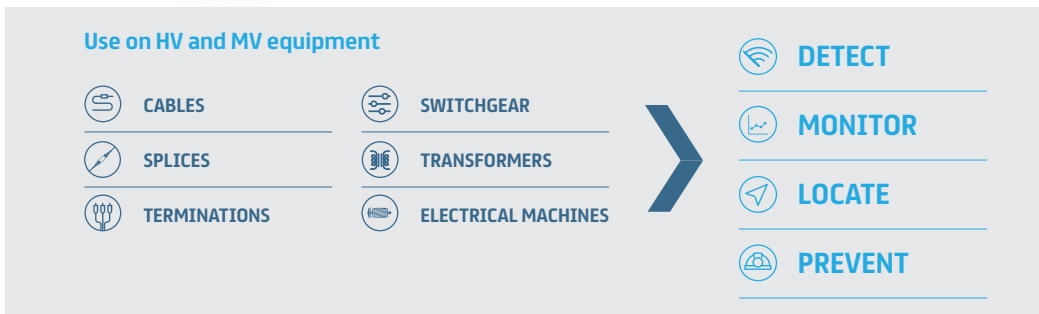 Use on HV and MV equipment
CABLES
SPLICES
TERMINATIONS
SWITCHGEAR
TRANSFORMERS
ELECTRICAL MACHINES
DETECT
MONITOR
LOCATE
PREVENT